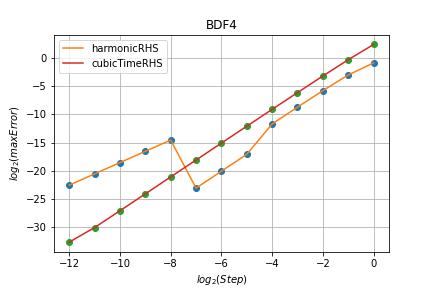 BDF4
harmonicRHS
cubicTimeRHS
0
−5
−10
−15
−20
−25
−30
log₂(maxError)
−12
−10
−8
−6
−4
−2
0
log₂(Step)